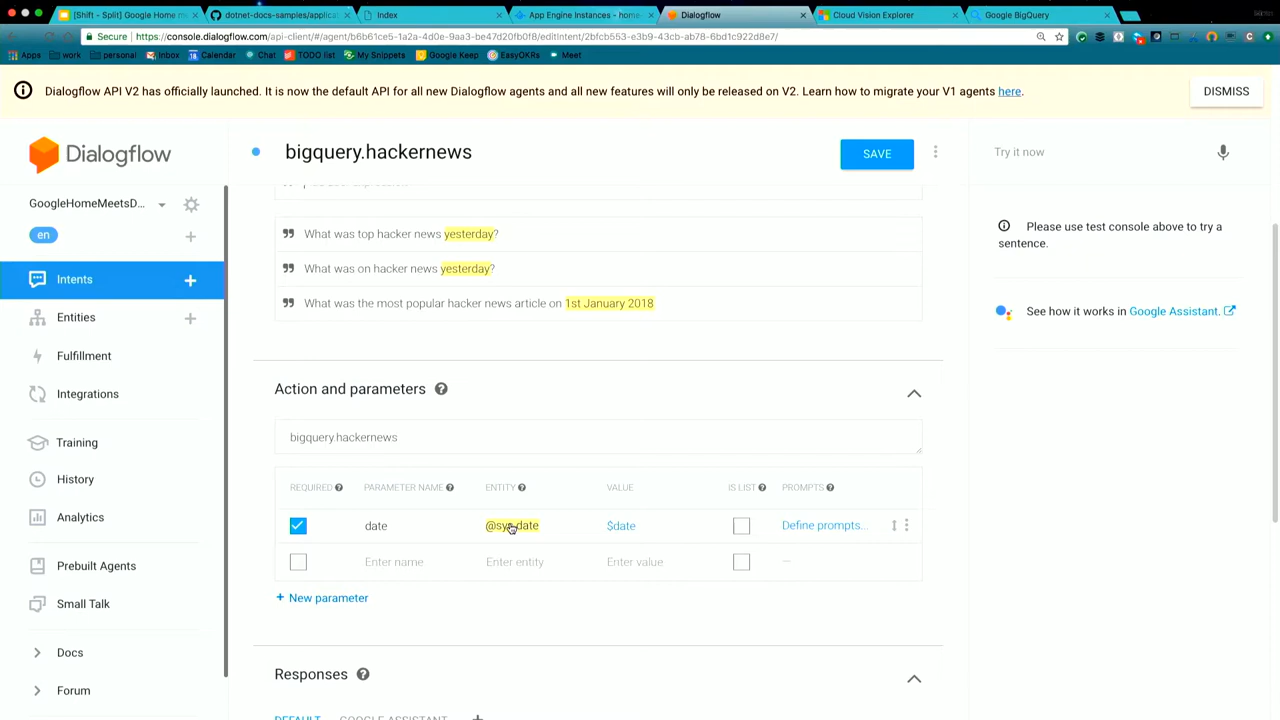 [Shift - Split] Google Home m
dotnet-docs-samples/applica
Index
App Engine Instances - home-
Dialogflow
Cloud Vision Explorer
Google BigQuery
Secure
https://console.dialogflow.com/api-client/#/agent/b6b61ce5-1a2a-4d0e-9aa3-be47d20fb0f8/editIntent/2bfcb553-e3b9-43cb-ab78-6bd1c922d8e7/
Apps
work
personal
Inbox
Calendar
Chat
TODO list
My Snippets
Google Keep
EasyOKRs
Meet
Dialogflow API V2 has officially launched. It is now the default API for all new Dialogflow agents and all new features will only be released on V2. Learn how to migrate your V1 agents here.
DISMISS
Dialogflow
bigquery.hackernews
SAVE
Try it now
GoogleHomeMeetsD...
en
Intents
Entities
Fulfillment
Integrations
Training
History
Analytics
Prebuilt Agents
Small Talk
Docs
Forum
What was top hacker news yesterday?
What was on hacker news yesterday?
What was the most popular hacker news article on 1st January 2018
Action and parameters
bigquery.hackernews
REQUIRED PARAMETER NAME ENTITY VALUE IS LIST PROMPTS
date @sys.date $date Define prompts...
Enter name Enter entity Enter value —
+ New parameter
Responses
DEFAULT GOOGLE ASSISTANT +
Please use test console above to try a
sentence.
See how it works in Google Assistant.